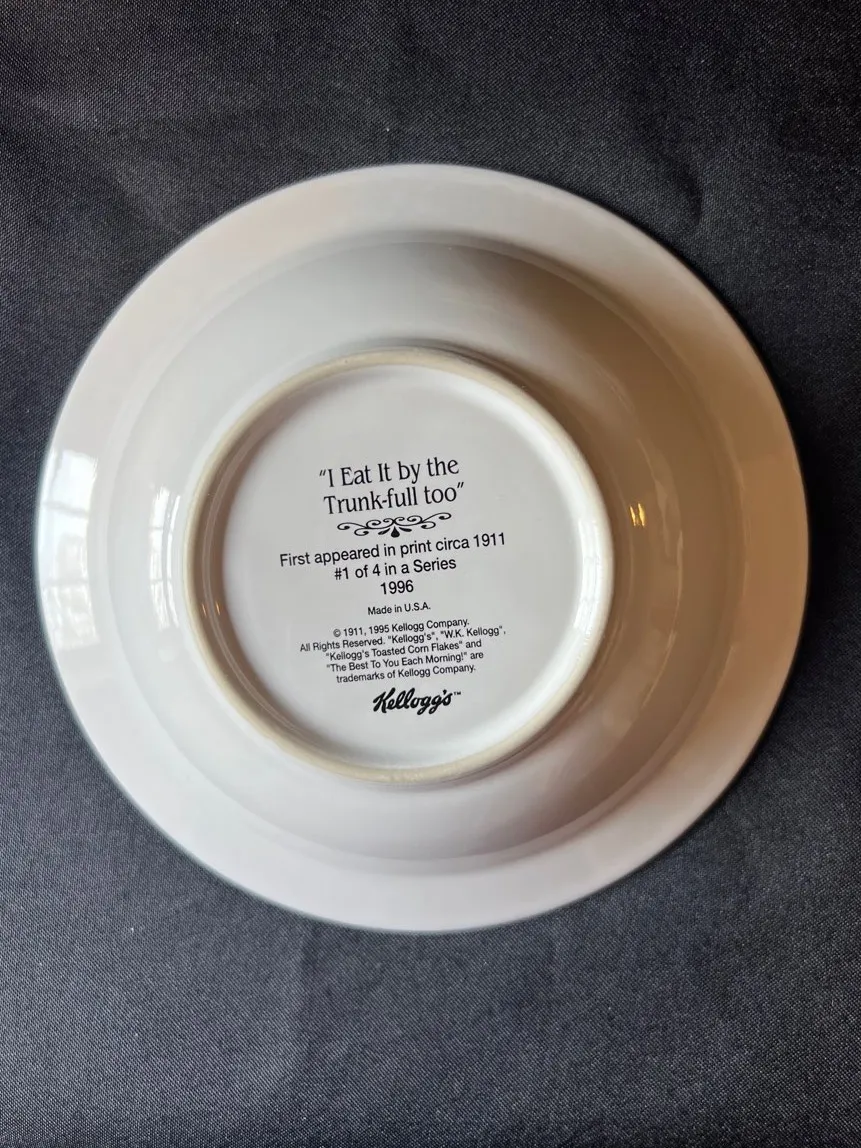 "I Eat It by the
Trunk-full too"
First appeared in print circa 1911
#1 of 4 in a Series
1996
Made in U.S.A.
© 1911, 1995 Kellogg Company.
All Rights Reserved. "Kellogg's", "W.K. Kellogg",
"Kellogg's Toasted Corn Flakes" and
"The Best To You Each Morning!" are
trademarks of Kellogg Company.
Kellogg's™